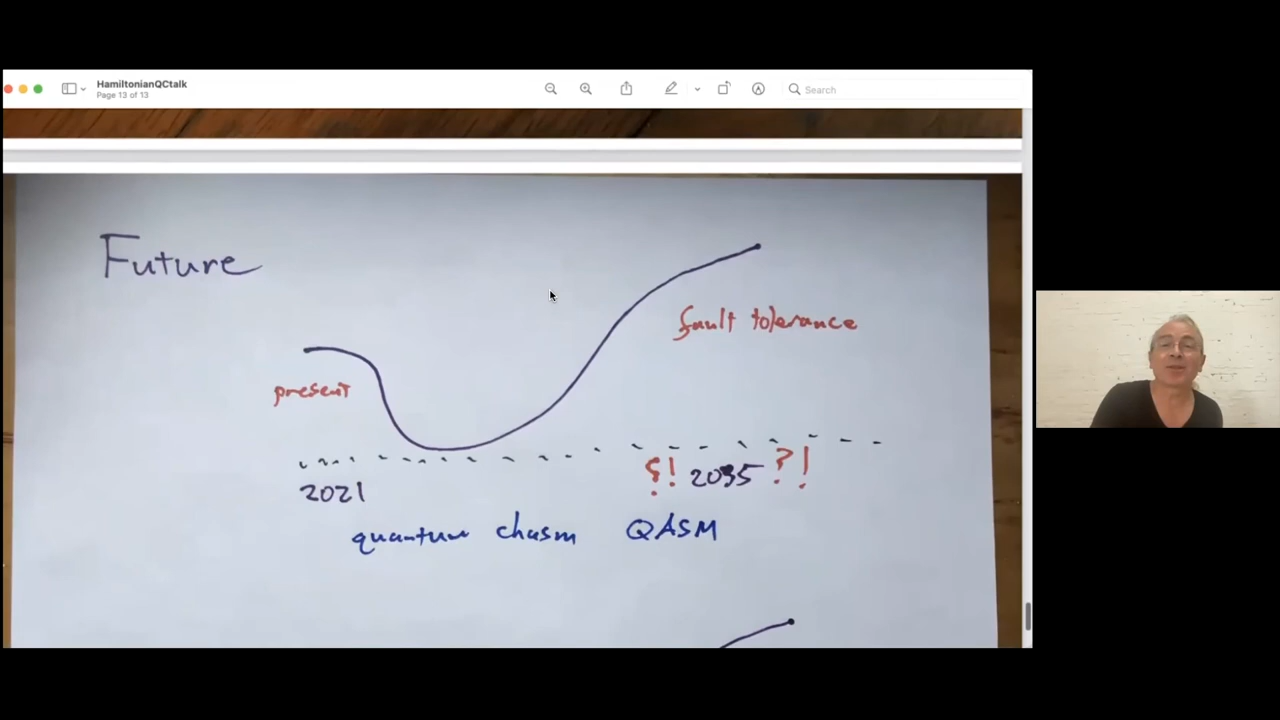 HamiltonianQCtalk
Page 13 of 13
Search
Future
fault tolerance
present
2021
?! 2035 ?!
quantum chasm QASM